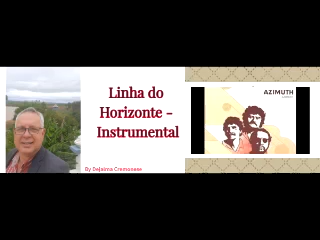 Linha do
Horizonte -
Instrumental
By Dejalma Cremonese
AZIMUTH